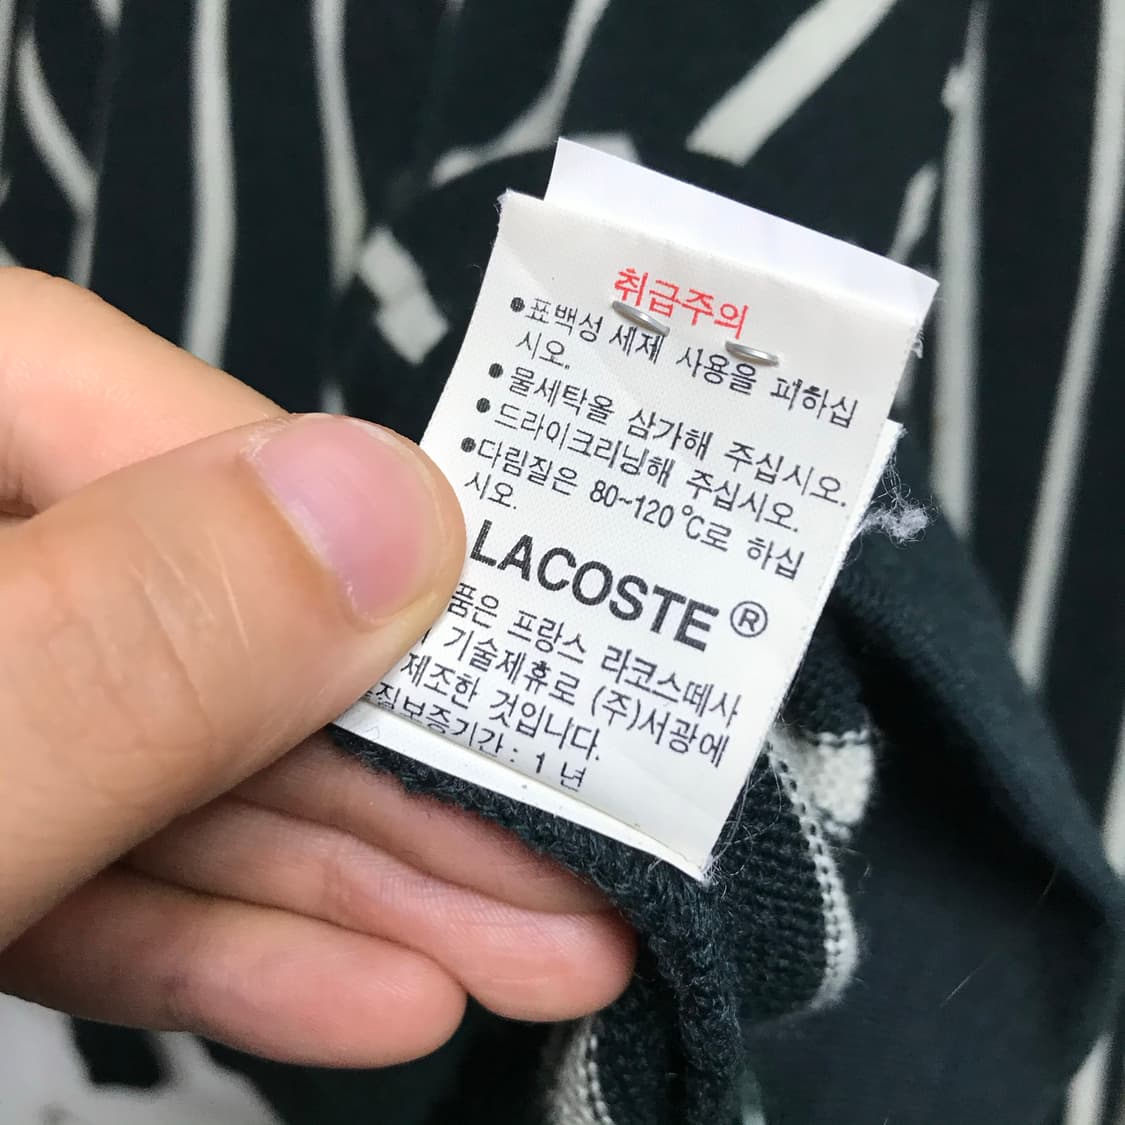 취급주의
●표백성 세제 사용을 피하십
시오.
●물세탁을 삼가해 주십시오.
●드라이크리닝해 주십시오.
●다림질은 80~120℃로 하십
시오.
LACOSTE®
품은 프랑스 라코스떼사
기술제휴로 (주)서광에
제조한 것입니다.
질보증기간 : 1 년